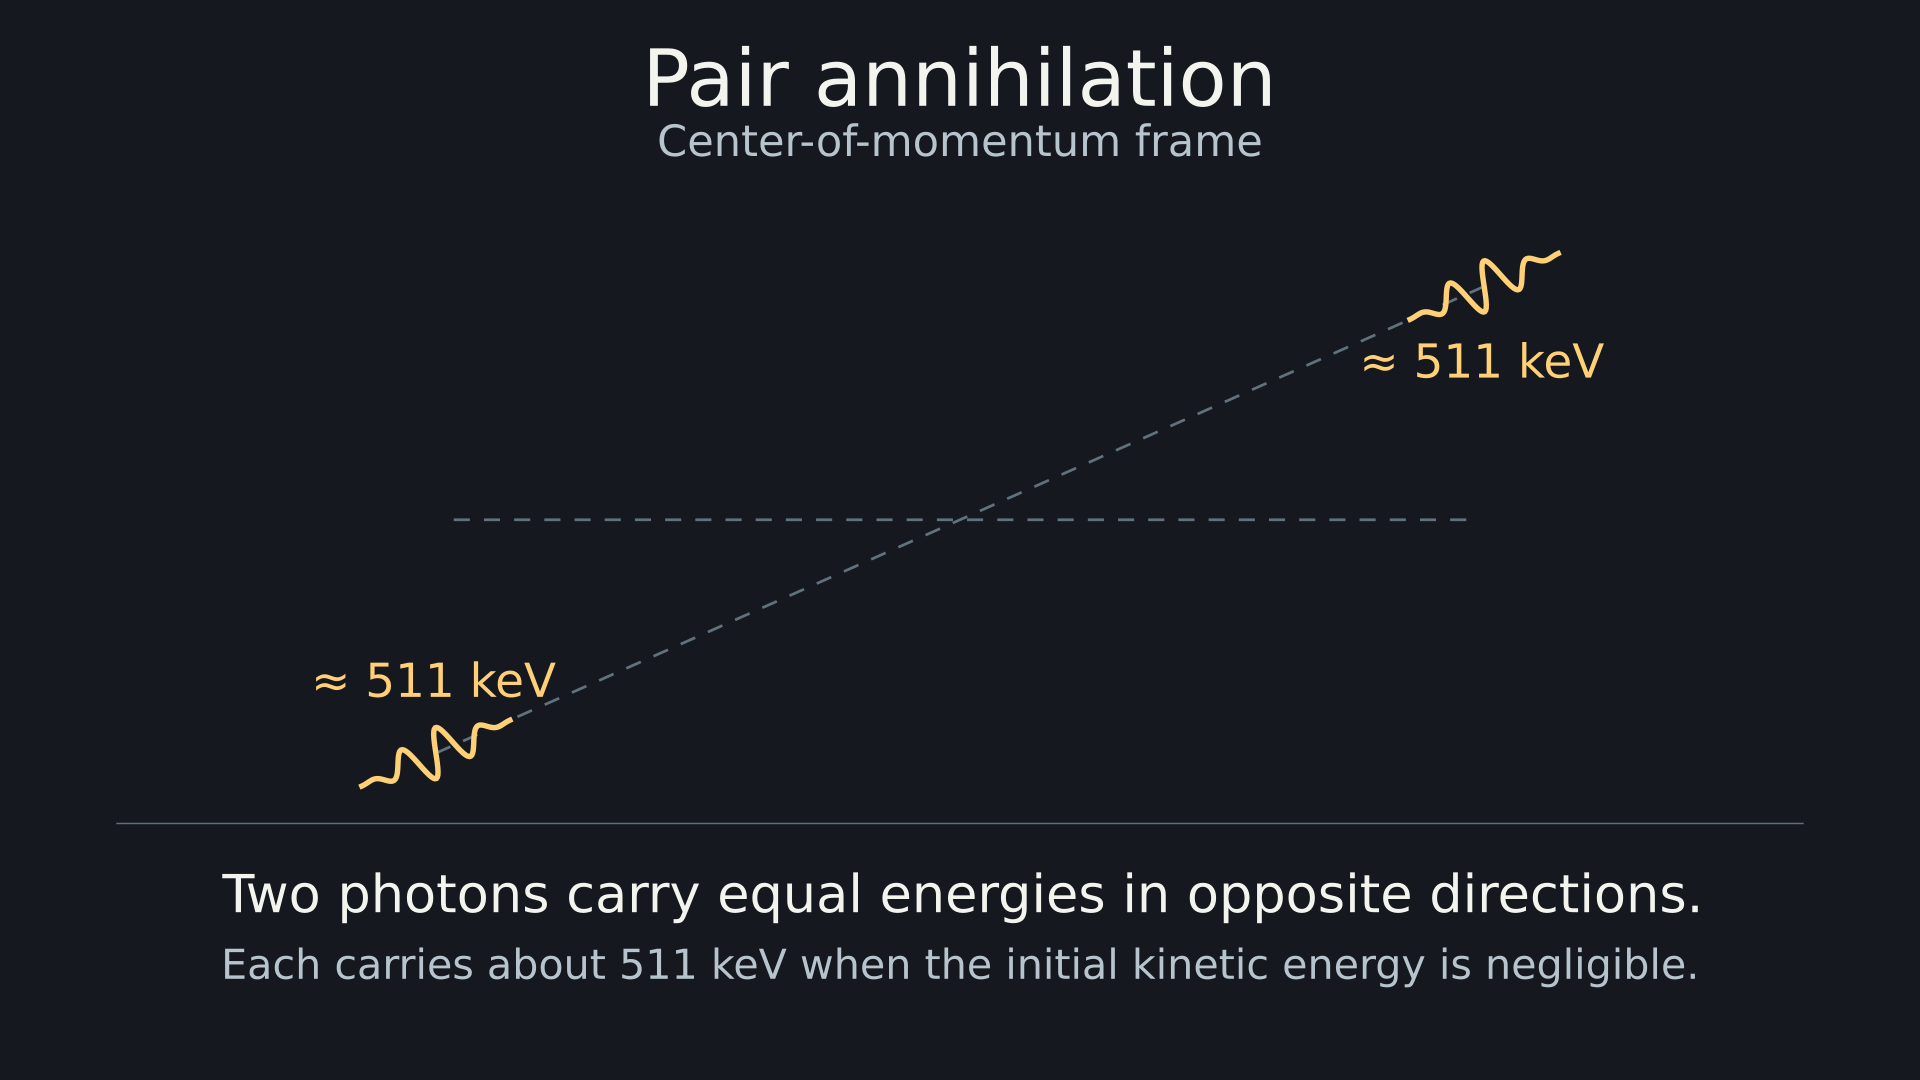 Pair annihilation
Center-of-momentum frame
≈ 511 keV
≈ 511 keV
Two photons carry equal energies in opposite directions.
Each carries about 511 keV when the initial kinetic energy is negligible.